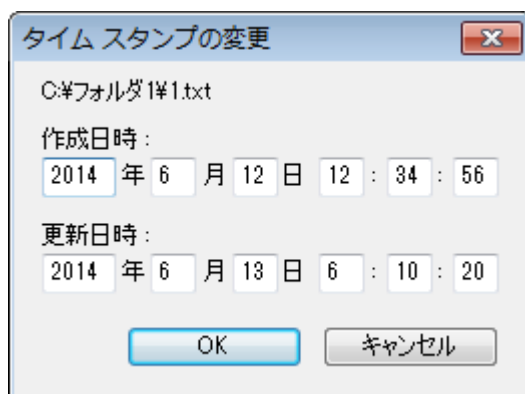 タイム スタンプの変更
C:¥フォルダ1¥1.txt
作成日時 :
2014 年 6 月 12 日 12 : 34 : 56
更新日時 :
2014 年 6 月 13 日 6 : 10 : 20
OK キャンセル